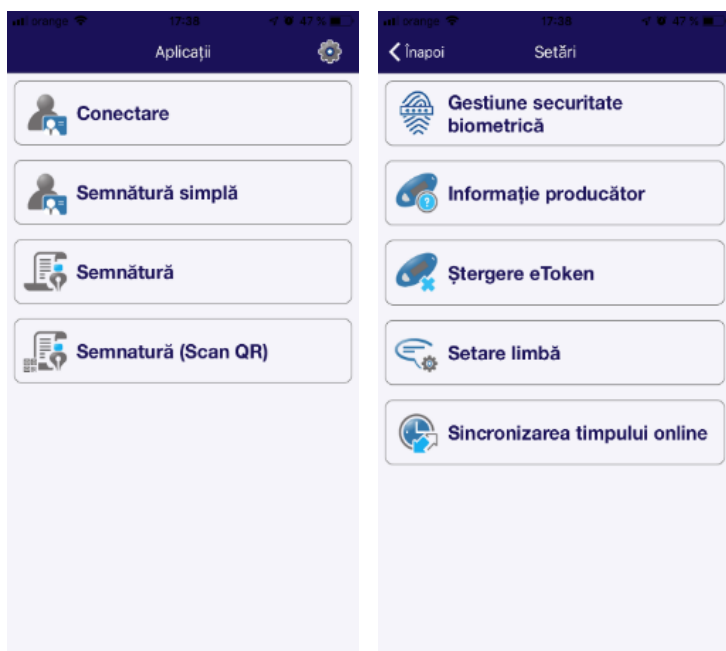 orange 17:38 47 %
Aplicații
Conectare
Semnătură simplă
Semnătură
Semnatură (Scan QR)
orange 17:38 47 %
Înapoi Setări
Gestiune securitate
biometrică
Informație producător
Ștergere eToken
Setare limbă
Sincronizarea timpului online